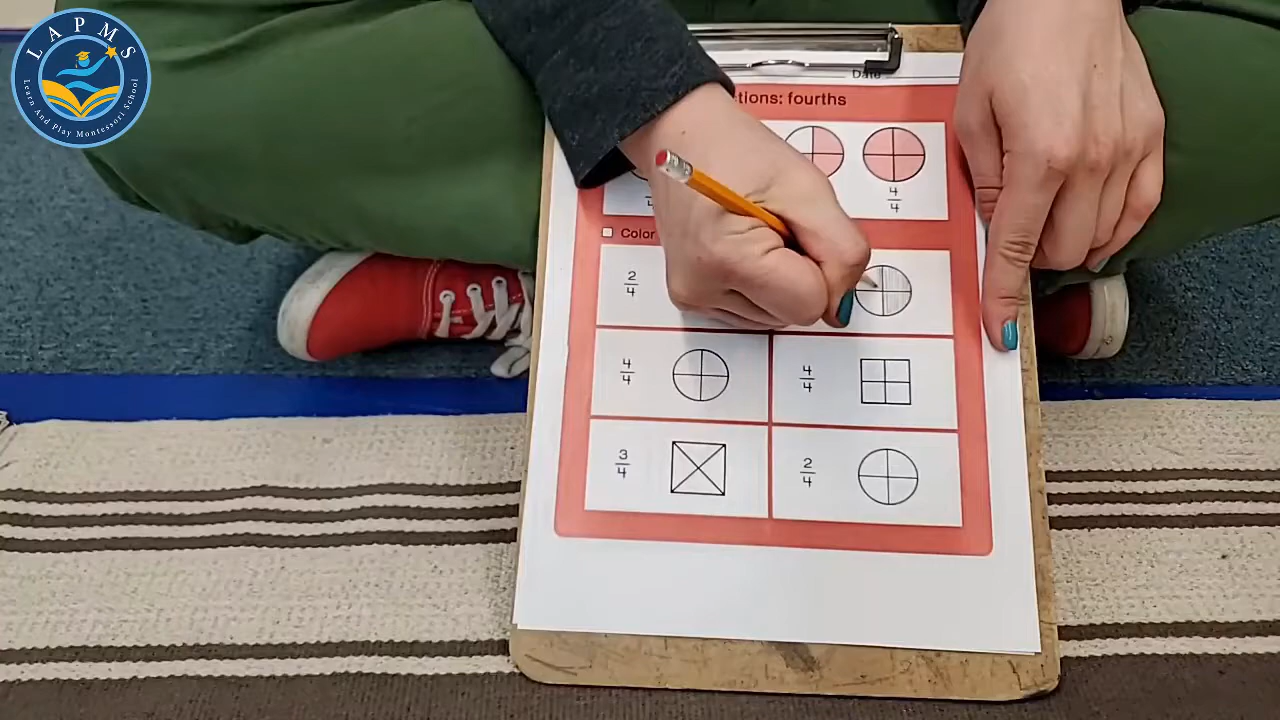 LAPMS
Learn And Play Montessori School
Date
tions: fourths
4/4
Color
2/4
4/4
4/4
3/4
2/4